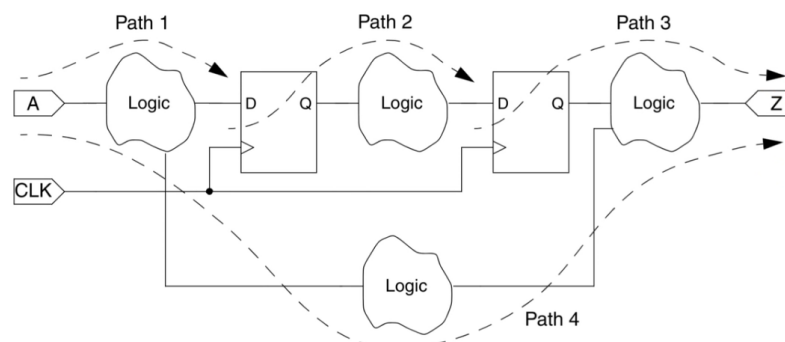 Path 1 Path 2 Path 3
A Logic D Q Logic D Q Logic Z
CLK
Logic
Path 4